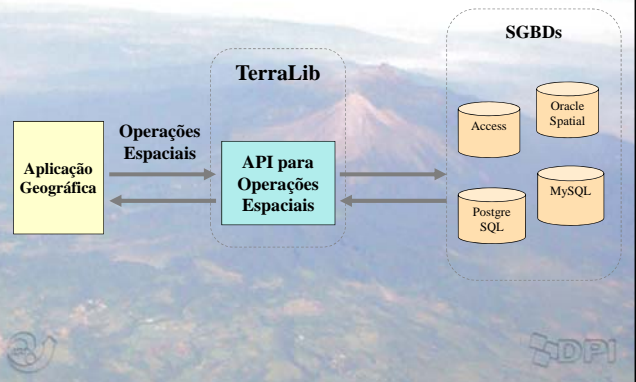 SGBDs
TerraLib
Operações
Espaciais
Aplicação
Geográfica
API para
Operações
Espaciais
Access
Oracle
Spatial
Postgre
SQL
MySQL
DPI